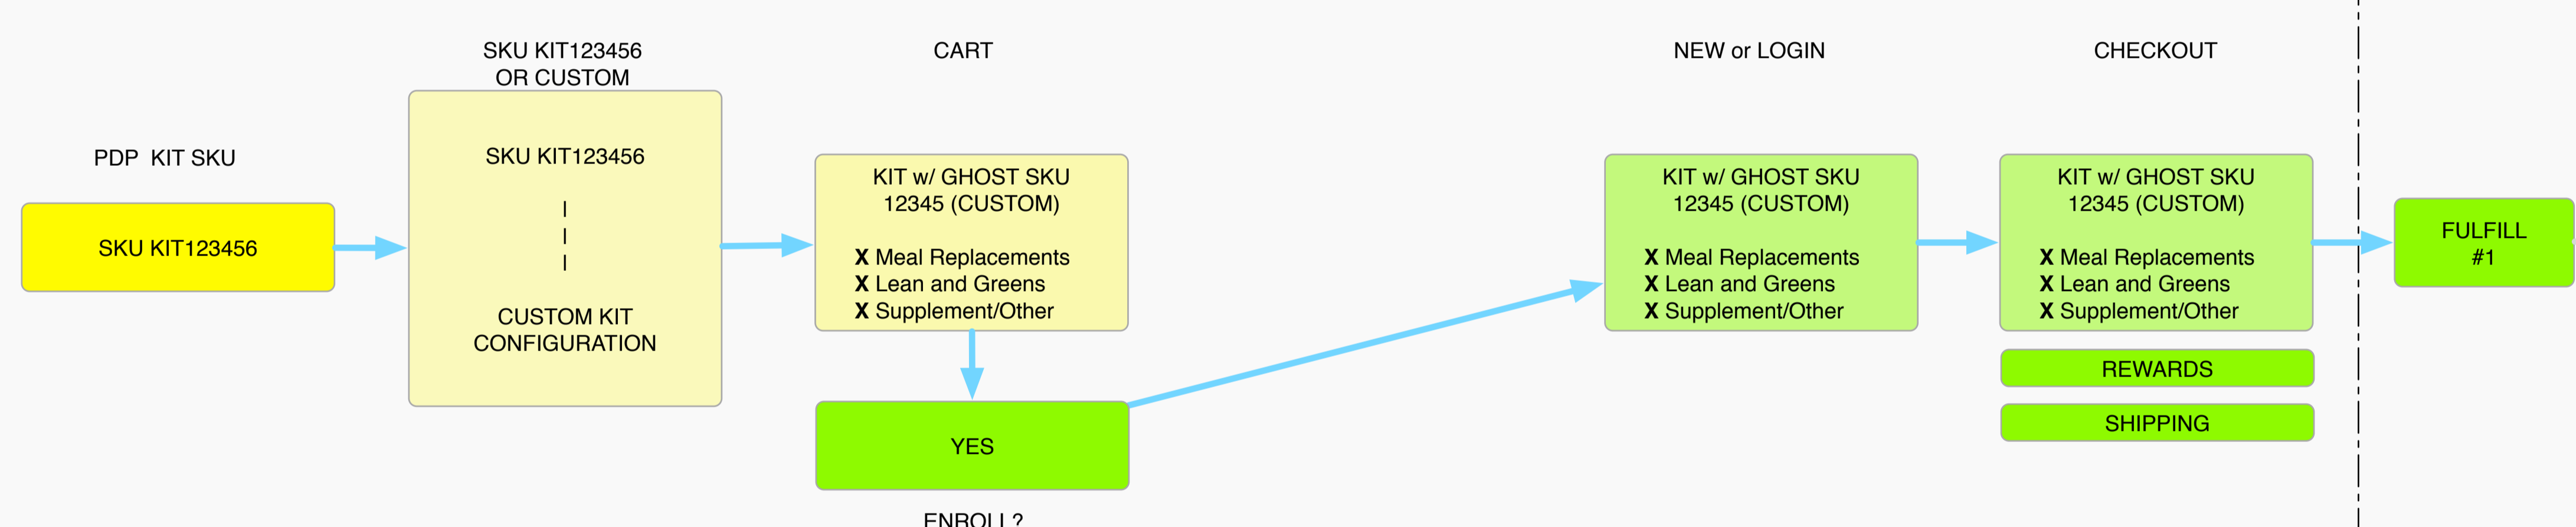 PDP  KIT SKU
SKU KIT123456
SKU KIT123456
OR CUSTOM
SKU KIT123456
|
|
|
CUSTOM KIT
CONFIGURATION
CART
KIT w/ GHOST SKU
12345 (CUSTOM)
X Meal Replacements
X Lean and Greens
X Supplement/Other
YES
ENROLL?
NEW or LOGIN
KIT w/ GHOST SKU
12345 (CUSTOM)
X Meal Replacements
X Lean and Greens
X Supplement/Other
CHECKOUT
KIT w/ GHOST SKU
12345 (CUSTOM)
X Meal Replacements
X Lean and Greens
X Supplement/Other
REWARDS
SHIPPING
FULFILL
#1